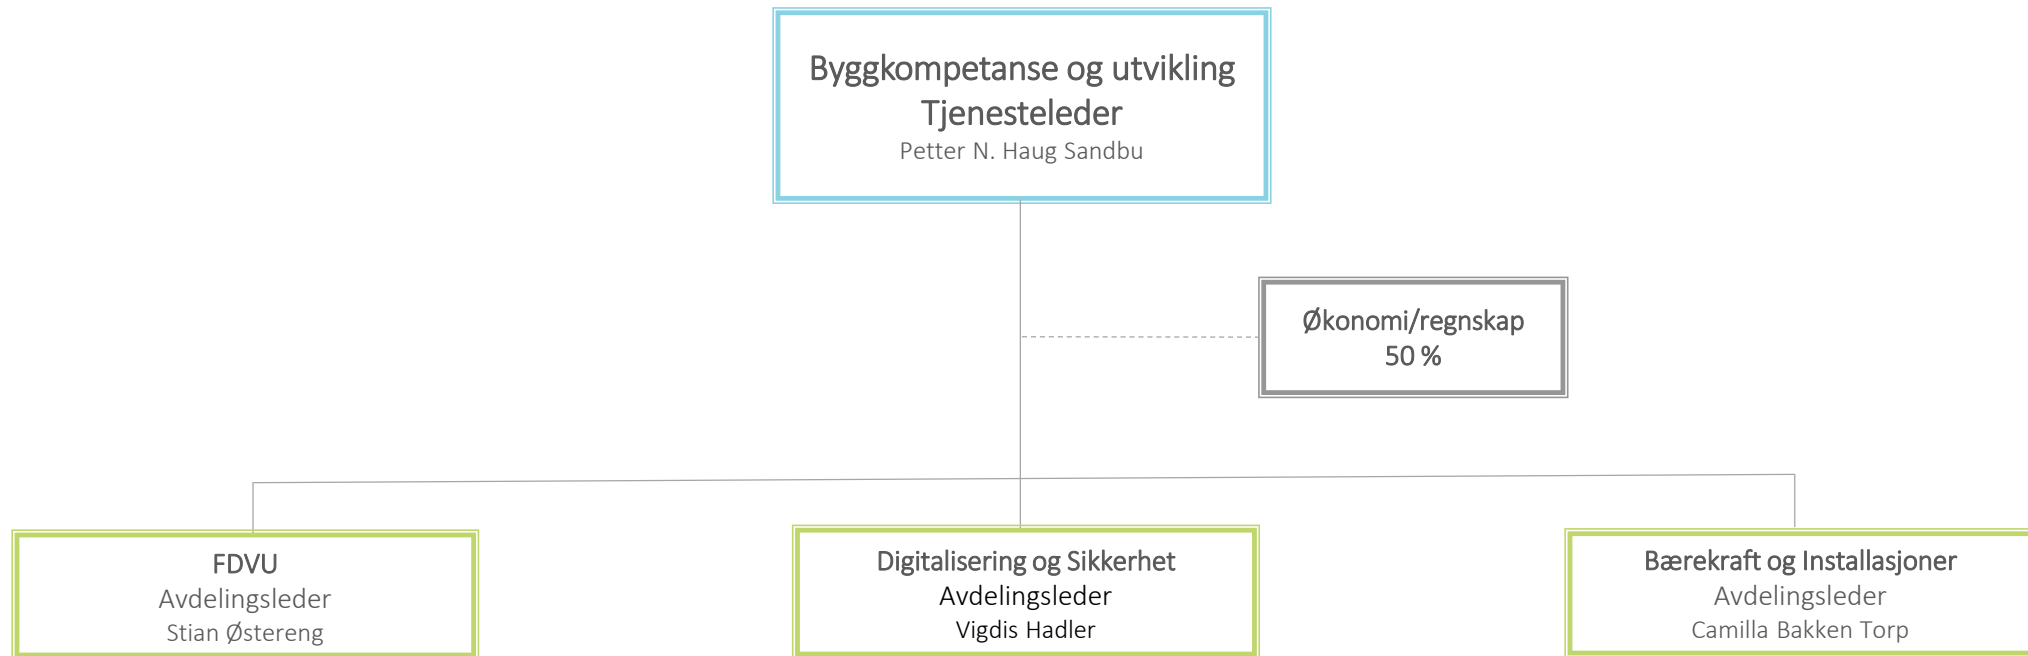 Byggkompetanse og utvikling
Tjenesteleder
Petter N. Haug Sandbu
Økonomi/regnskap
50 %
FDVU
Avdelingsleder
Stian Østereng
Digitalisering og Sikkerhet
Avdelingsleder
Vigdis Hadler
Bærekraft og Installasjoner
Avdelingsleder
Camilla Bakken Torp